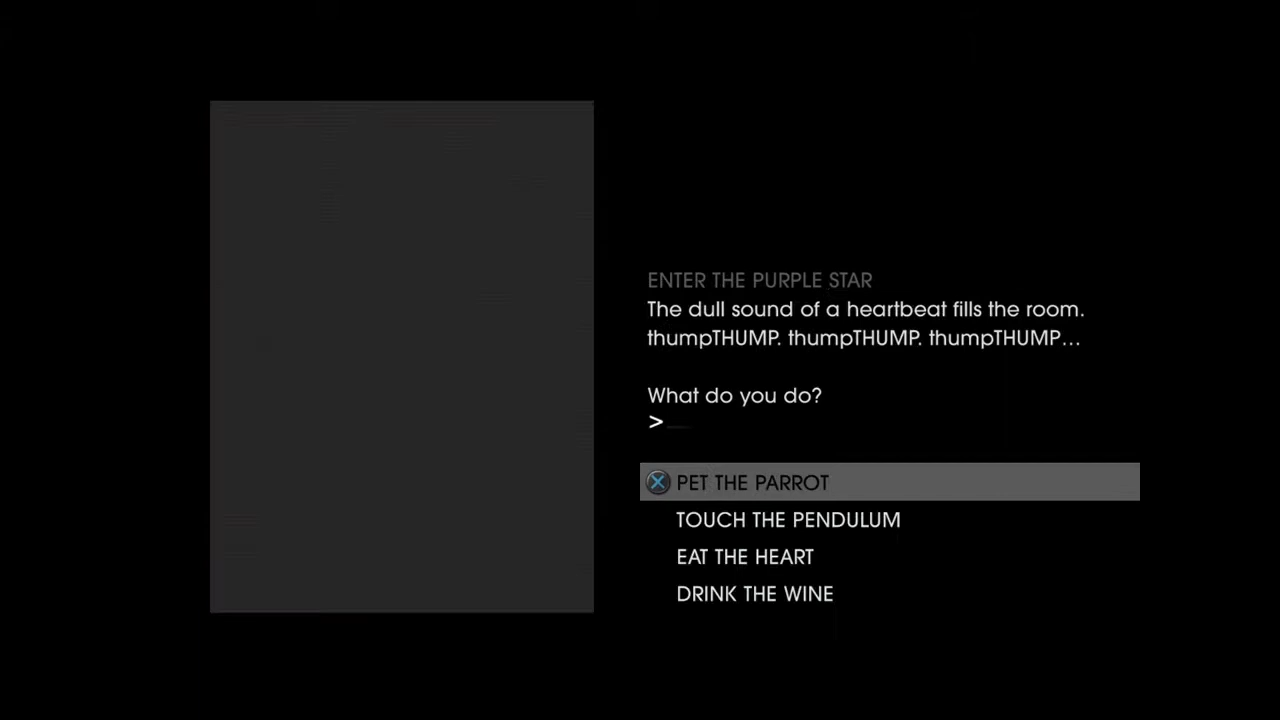 ENTER THE PURPLE STAR
The dull sound of a heartbeat fills the room.
thumpTHUMP. thumpTHUMP. thumpTHUMP...
What do you do?
>
PET THE PARROT
TOUCH THE PENDULUM
EAT THE HEART
DRINK THE WINE